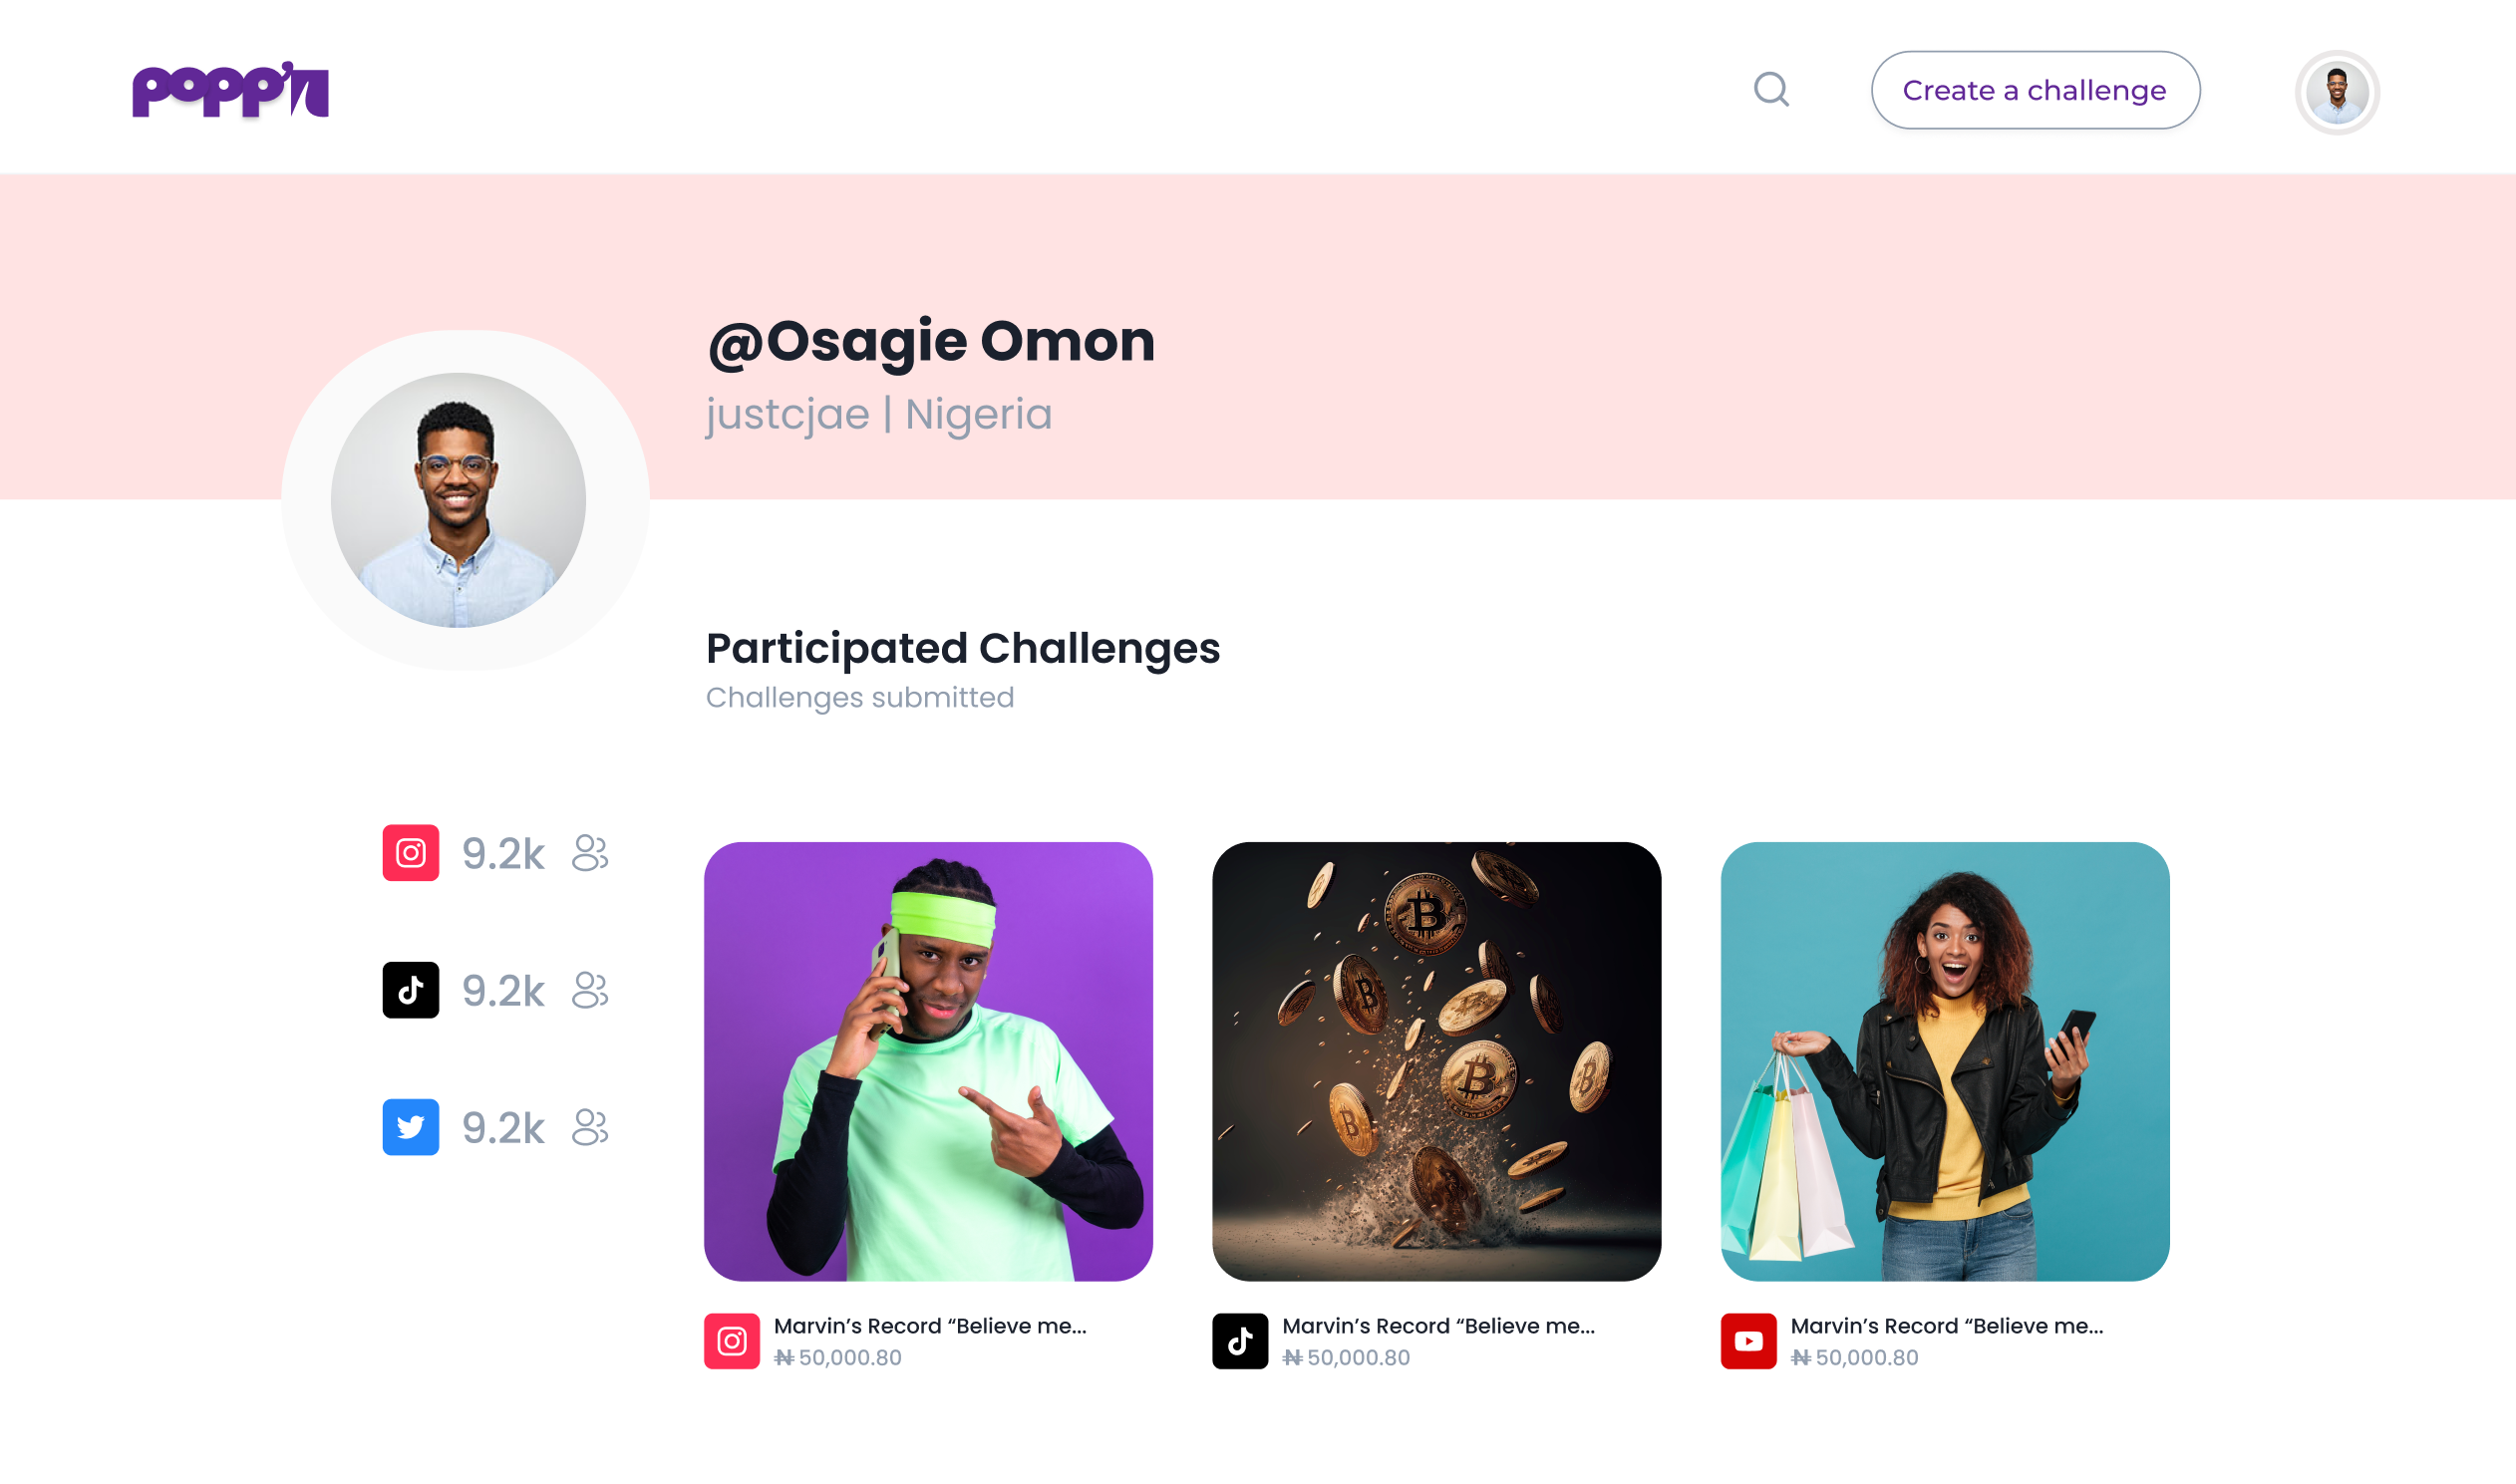 popp'n
Create a challenge
@Osagie Omon
justcjae | Nigeria
Participated Challenges
Challenges submitted
9.2k
9.2k
9.2k
Marvin’s Record “Believe me...
₦ 50,000.80
Marvin’s Record “Believe me...
₦ 50,000.80
Marvin’s Record “Believe me...
₦ 50,000.80